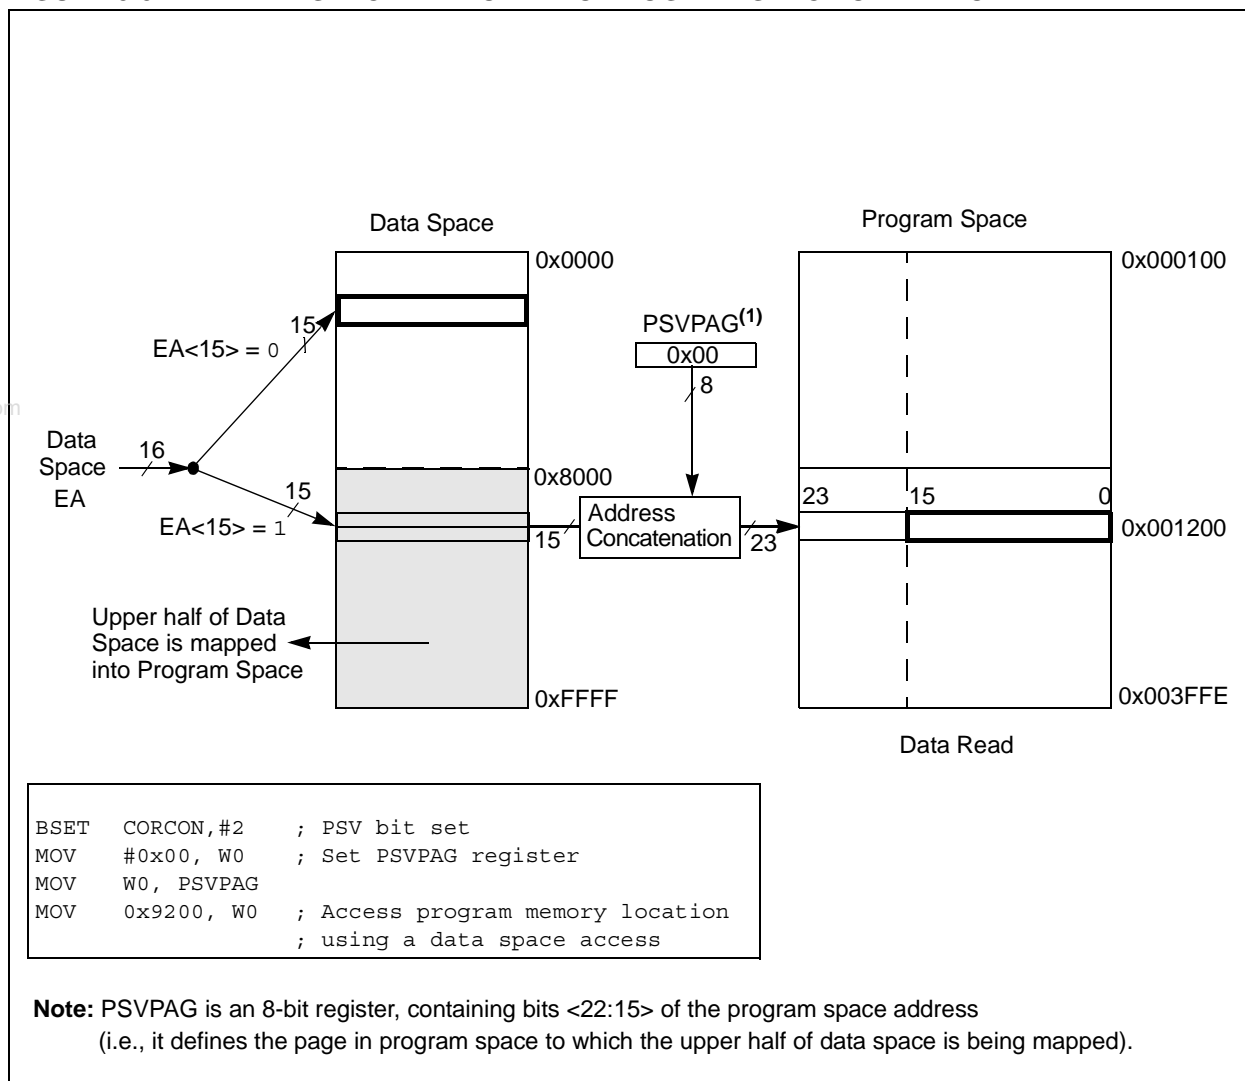 Data Space
Program Space
0x0000
0x000100
15
EA<15> = 0
PSVPAG(1)
0x00
8
Data
Space
EA
16
0x8000
15
EA<15> = 1
15
Address
Concatenation
23
23
15
0
0x001200
Upper half of Data
Space is mapped
into Program Space
0xFFFF
0x003FFE
Data Read
BSET CORCON,#2 ; PSV bit set
MOV #0x00, W0 ; Set PSVPAG register
MOV W0, PSVPAG
MOV 0x9200, W0 ; Access program memory location
; using a data space access
Note: PSVPAG is an 8-bit register, containing bits <22:15> of the program space address
(i.e., it defines the page in program space to which the upper half of data space is being mapped).